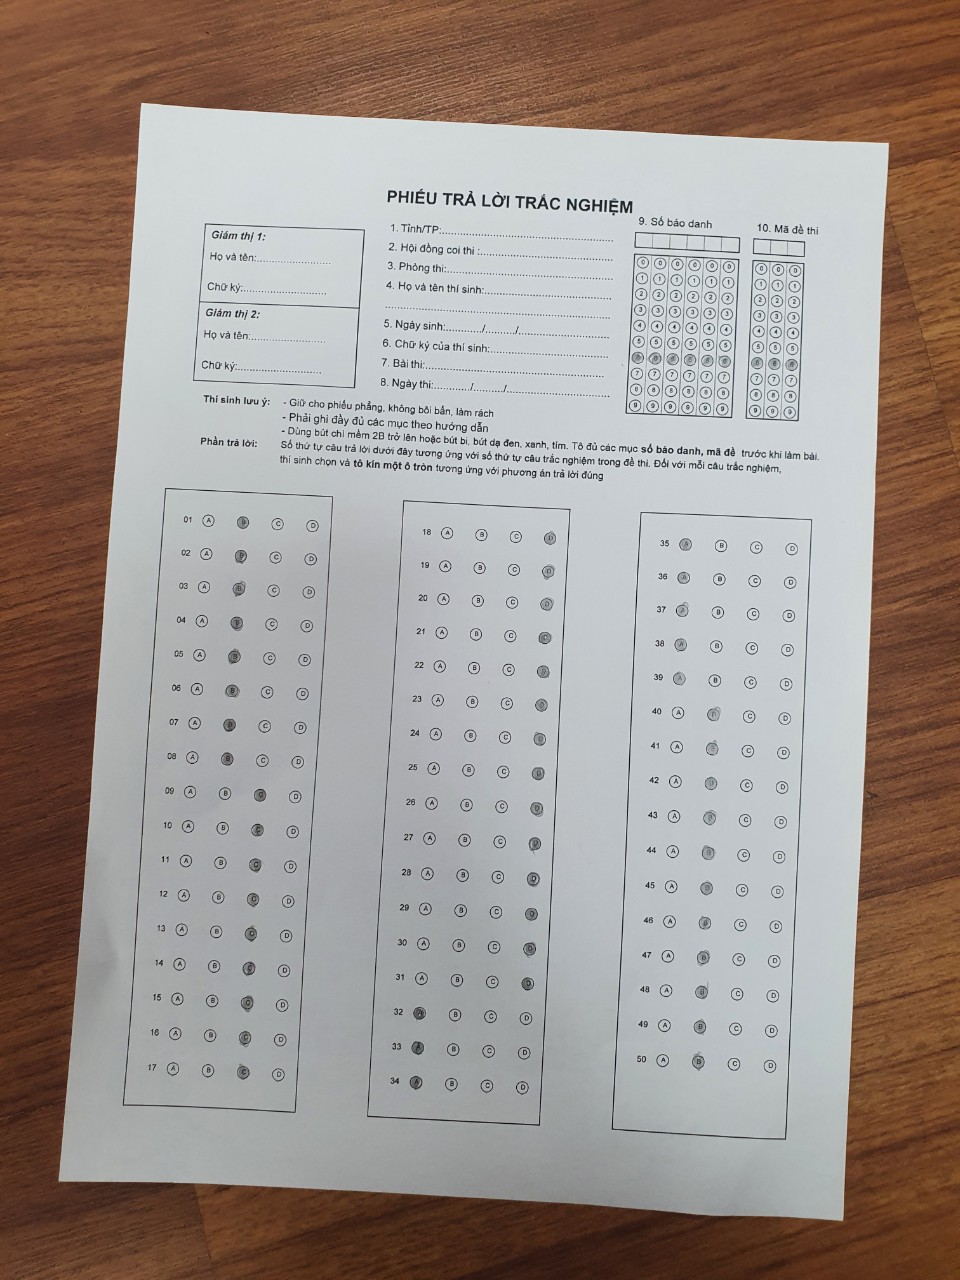 PHIẾU TRẢ LỜI TRẮC NGHIỆM
Giám thị 1:
Họ và tên:........................
Chữ ký:...........................
Giám thị 2:
Họ và tên:........................
Chữ ký:...........................
1. Tỉnh/TP:........................................................
2. Hội đồng coi thi :...........................................
3. Phòng thi:......................................................
4. Họ và tên thí sinh:.........................................
..........................................................................
5. Ngày sinh:............/........../.............................
6. Chữ ký của thí sinh:......................................
7. Bài thi:..........................................................
8. Ngày thi:............/........../.................................
9. Số báo danh
0 0 0 0 0 0
1 1 1 1 1 1
2 2 2 2 2 2
3 3 3 3 3 3
4 4 4 4 4 4
5 5 5 5 5 5
6 6 6 6 6 6
7 7 7 7 7 7
8 8 8 8 8 8
9 9 9 9 9 9
10. Mã đề thi
0 0 0
1 1 1
2 2 2
3 3 3
4 4 4
5 5 5
6 6 6
7 7 7
8 8 8
9 9 9
Thí sinh lưu ý: - Giữ cho phiếu phẳng, không bôi bẩn, làm rách
- Phải ghi đầy đủ các mục theo hướng dẫn
- Dùng bút chì mềm 2B trở lên hoặc bút bi, bút dạ đen, xanh, tím. Tô đủ các mục số báo danh, mã đề trước khi làm bài.
Phần trả lời: Số thứ tự câu trả lời dưới đây tương ứng với số thứ tự câu trắc nghiệm trong đề thi. Đối với mỗi câu trắc nghiệm,
thí sinh chọn và tô kín một ô tròn tương ứng với phương án trả lời đúng
01 A B C D
02 A B C D
03 A B C D
04 A B C D
05 A B C D
06 A B C D
07 A B C D
08 A B C D
09 A B C D
10 A B C D
11 A B C D
12 A B C D
13 A B C D
14 A B C D
15 A B C D
16 A B C D
17 A B C D
18 A B C D
19 A B C D
20 A B C D
21 A B C D
22 A B C D
23 A B C D
24 A B C D
25 A B C D
26 A B C D
27 A B C D
28 A B C D
29 A B C D
30 A B C D
31 A B C D
32 A B C D
33 A B C D
34 A B C D
35 A B C D
36 A B C D
37 A B C D
38 A B C D
39 A B C D
40 A B C D
41 A B C D
42 A B C D
43 A B C D
44 A B C D
45 A B C D
46 A B C D
47 A B C D
48 A B C D
49 A B C D
50 A B C D